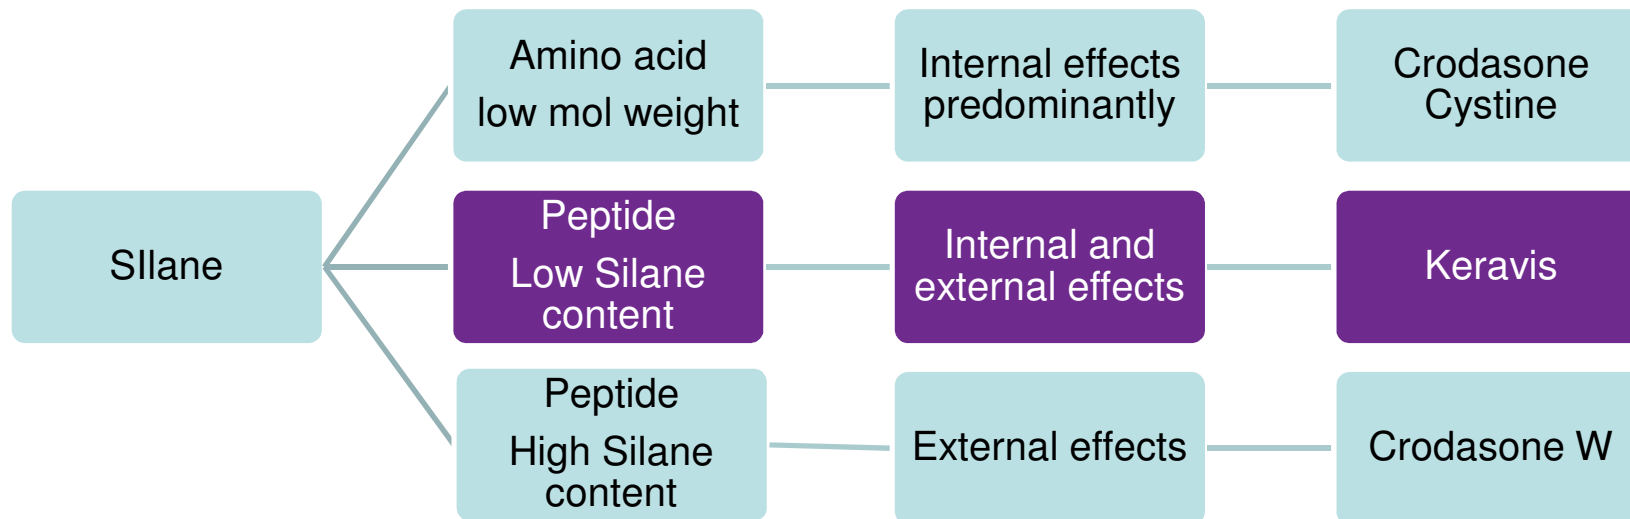 Amino acid
low mol weight
Internal effects
predominantly
Crodasone
Cystine
SIlane
Peptide
Low Silane
content
Internal and
external effects
Keravis
Peptide
High Silane
content
External effects
Crodasone W